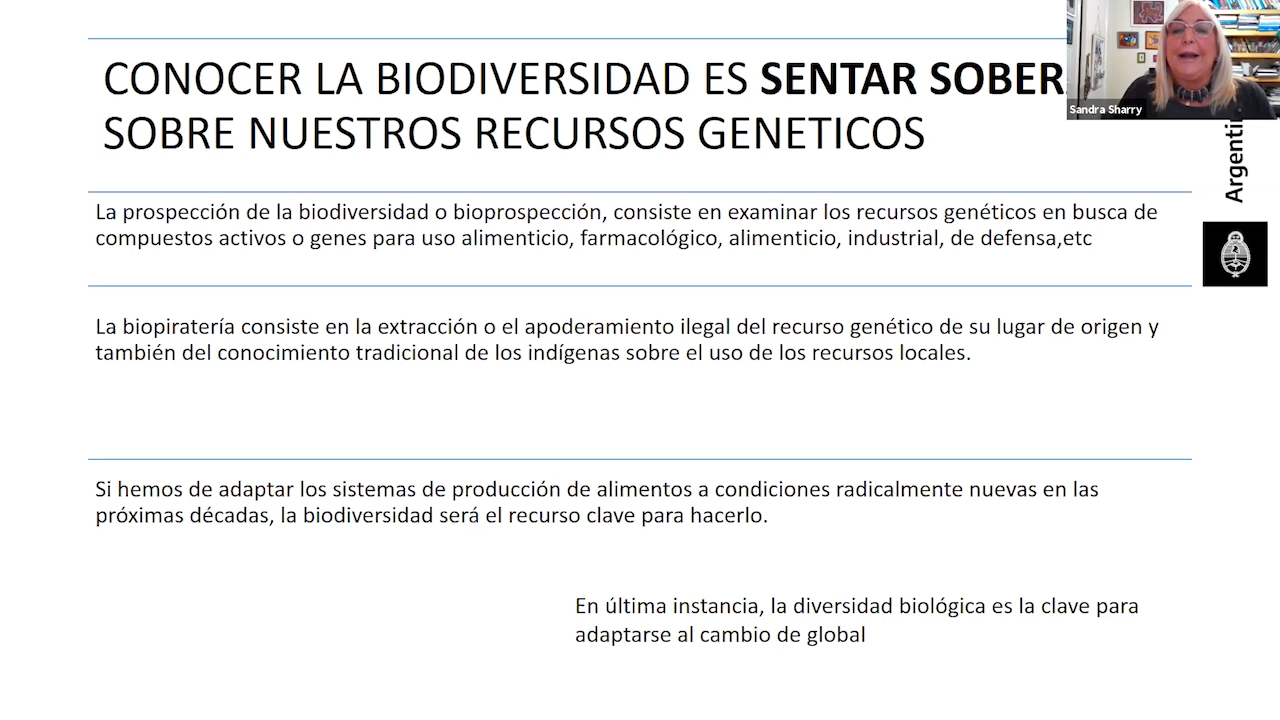 CONOCER LA BIODIVERSIDAD ES SENTAR SOBER
SOBRE NUESTROS RECURSOS GENETICOS
Sandra Sharry
Argenti
La prospección de la biodiversidad o bioprospección, consiste en examinar los recursos genéticos en busca de
compuestos activos o genes para uso alimenticio, farmacológico, alimenticio, industrial, de defensa,etc
La biopiratería consiste en la extracción o el apoderamiento ilegal del recurso genético de su lugar de origen y
también del conocimiento tradicional de los indígenas sobre el uso de los recursos locales.
Si hemos de adaptar los sistemas de producción de alimentos a condiciones radicalmente nuevas en las
próximas décadas, la biodiversidad será el recurso clave para hacerlo.
En última instancia, la diversidad biológica es la clave para
adaptarse al cambio de global